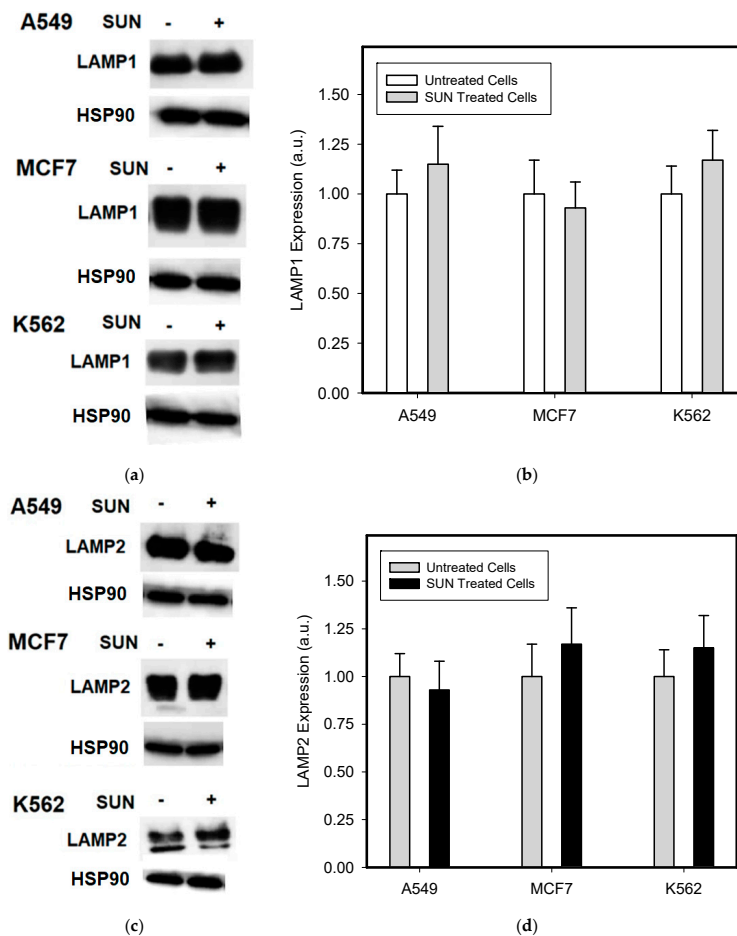 A549 SUN - +
LAMP1
HSP90
MCF7 SUN - +
LAMP1
HSP90
K562 SUN - +
LAMP1
HSP90
(a)
Untreated Cells
SUN Treated Cells
LAMP1 Expression (a.u.)
1.50
1.25
1.00
0.75
0.50
0.25
0.00
A549 MCF7 K562
(b)
A549 SUN - +
LAMP2
HSP90
MCF7 SUN - +
LAMP2
HSP90
K562 SUN - +
LAMP2
HSP90
(c)
Untreated Cells
SUN Treated Cells
LAMP2 Expression (a.u.)
1.50
1.25
1.00
0.75
0.50
0.25
0.00
A549 MCF7 K562
(d)